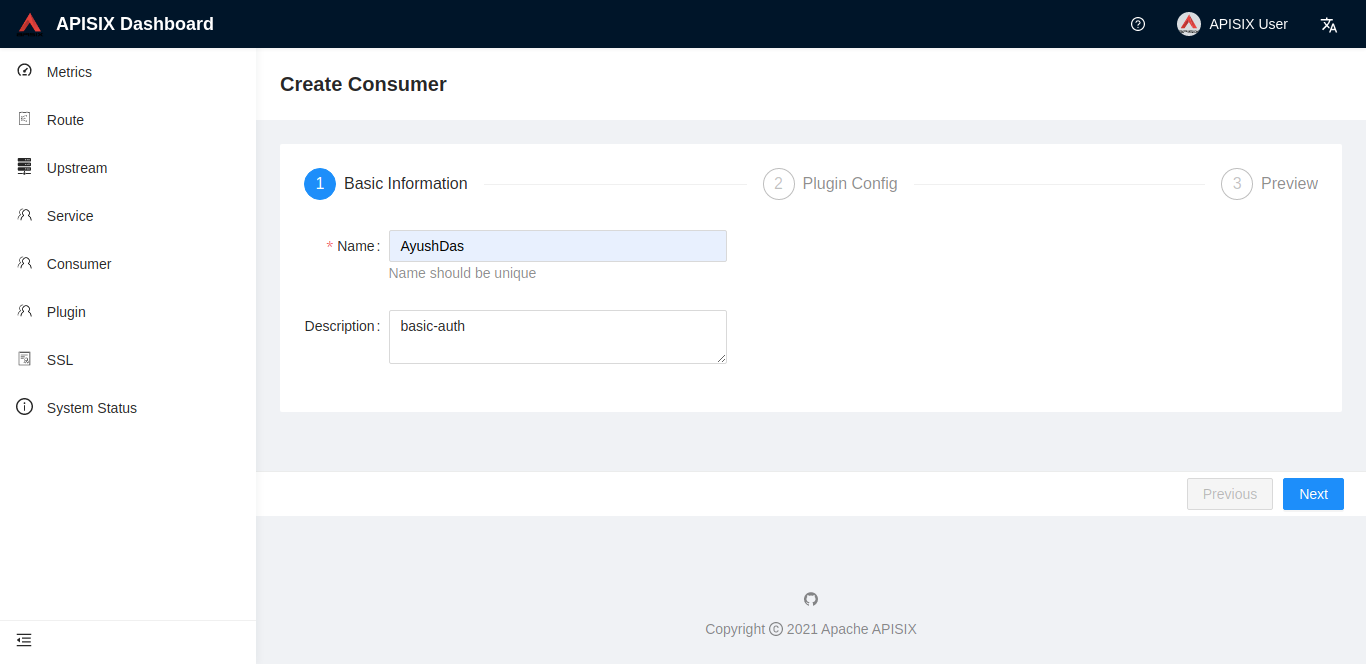 APISIX Dashboard
APISIX User
Metrics
Route
Upstream
Service
Consumer
Plugin
SSL
System Status
Create Consumer
1 Basic Information
2 Plugin Config
3 Preview
* Name: AyushDas
Name should be unique
Description: basic-auth
Previous
Next
Copyright © 2021 Apache APISIX